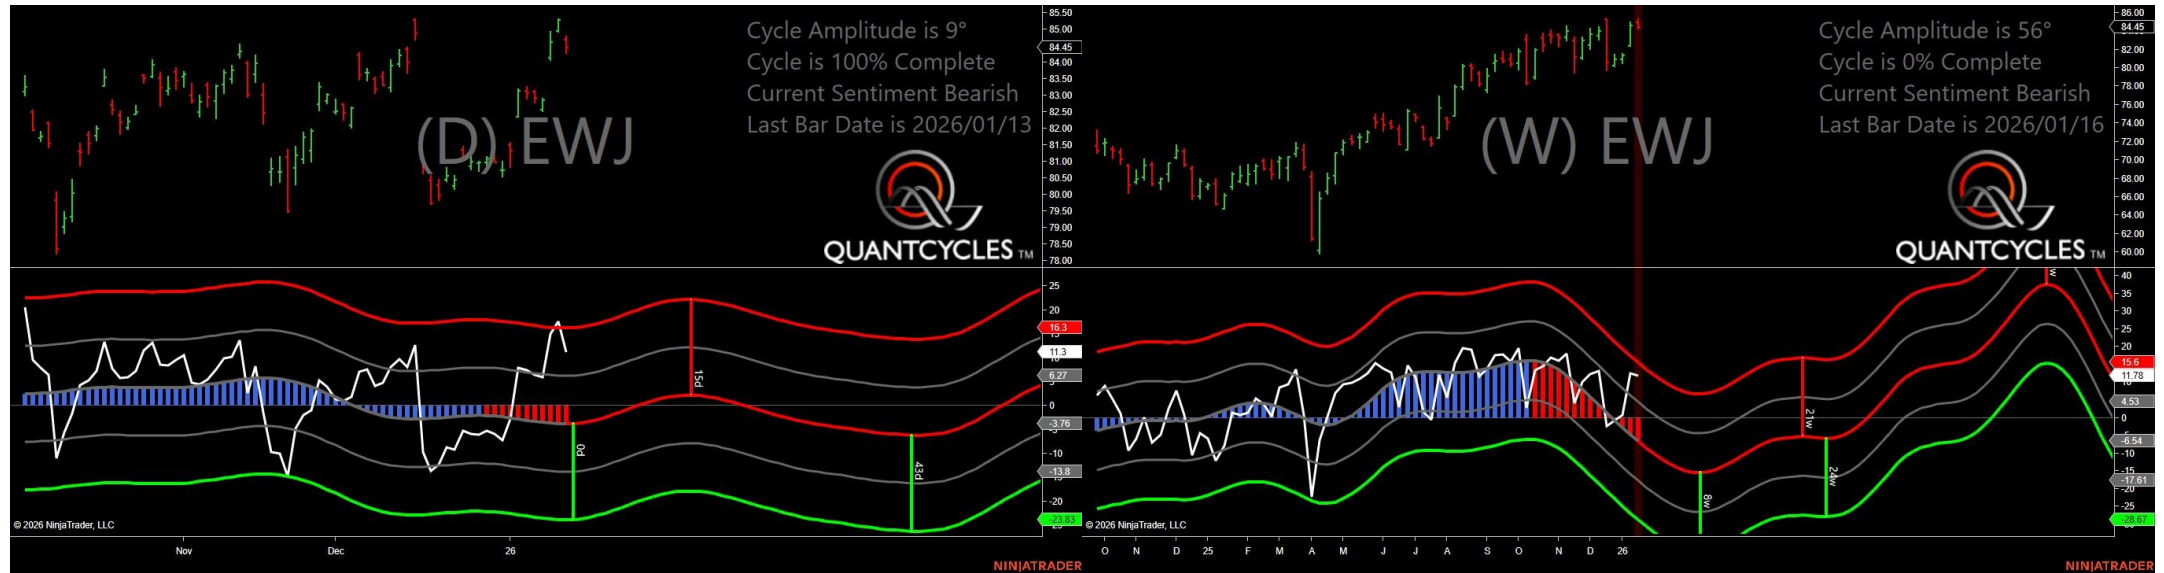 Cycle Amplitude is 9°
Cycle is 100% Complete
Current Sentiment Bearish
Last Bar Date is 2026/01/13
(D) EWJ
QUANTCYCLES TM
85.50
85.00
84.45
84.00
83.50
83.00
82.50
82.00
81.50
81.00
80.50
80.00
79.50
79.00
78.50
78.00
25
20
16.3
11.3
6.27
0
-3.76
-10
-13.8
-20
-23.83
15d
0d
43d
© 2026 NinjaTrader, LLC
Nov
Dec
26
NINJATRADER
Cycle Amplitude is 56°
Cycle is 0% Complete
Current Sentiment Bearish
Last Bar Date is 2026/01/16
(W) EWJ
QUANTCYCLES TM
86.00
84.45
82.00
80.00
78.00
76.00
74.00
72.00
70.00
68.00
66.00
64.00
62.00
60.00
40
35
30
25
20
15.6
11.78
4.53
0
-6.54
-10
-15
-17.61
-20
-28.67
w
21w
24w
8w
© 2026 NinjaTrader, LLC
O N D 25 F M A M J J A S O N D 26
NINJATRADER